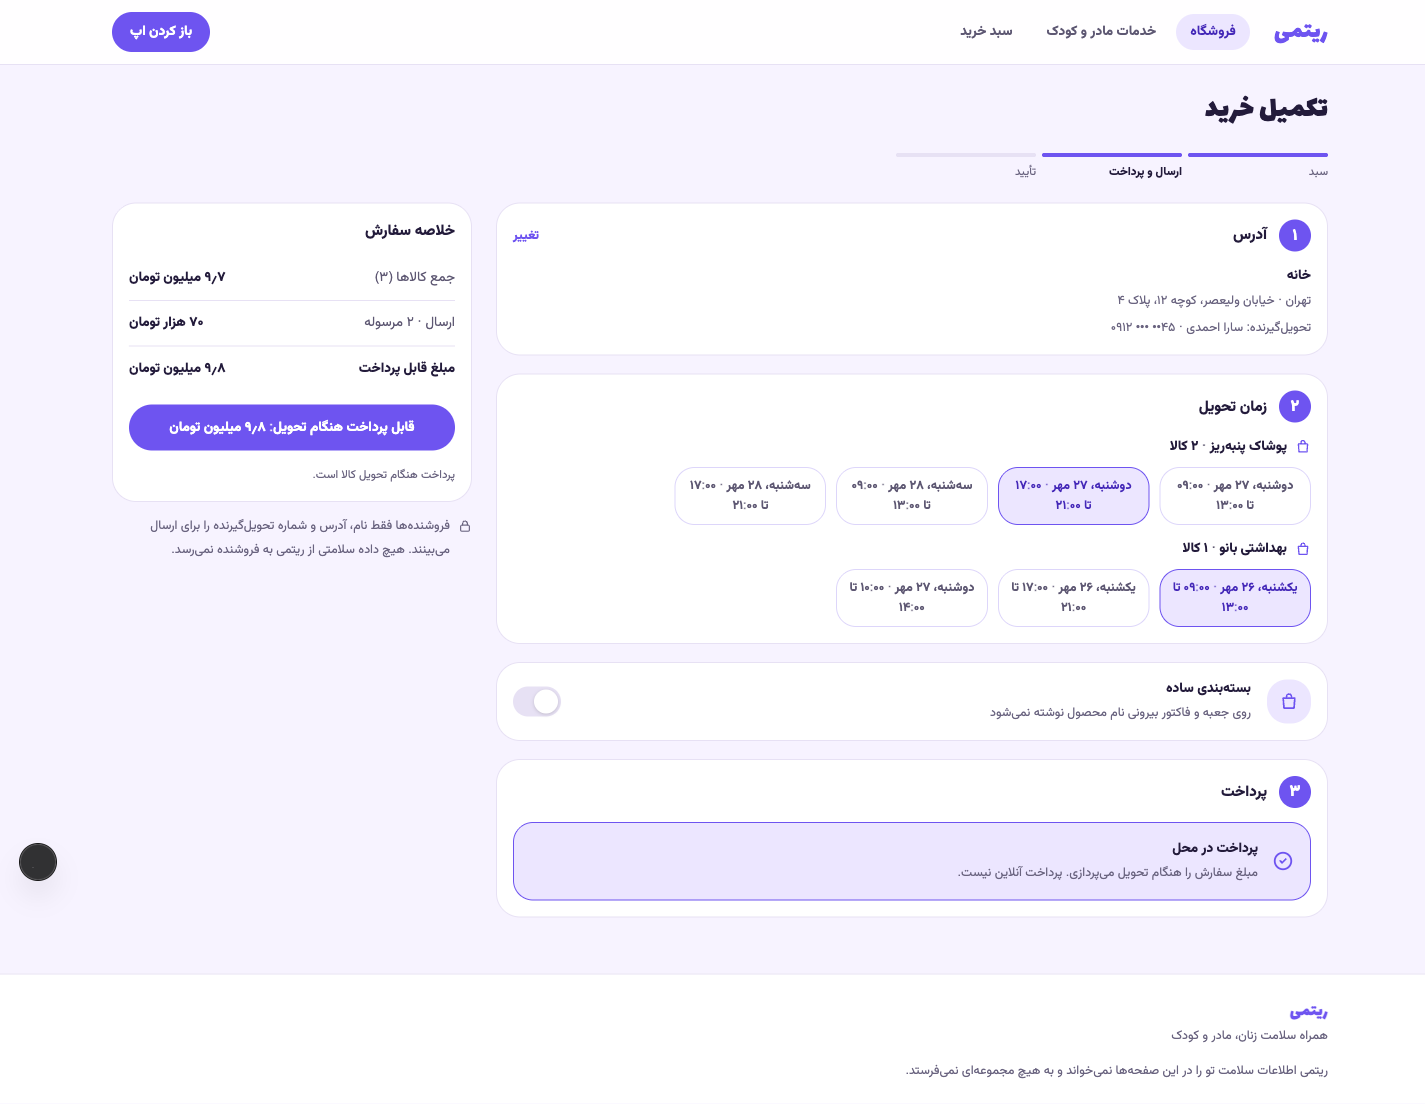 ریتمی
فروشگاه
خدمات مادر و کودک
سبد خرید
باز کردن اپ
تکمیل خرید
سبد
ارسال و پرداخت
تأیید
۱
آدرس
تغییر
خانه
تهران · خیابان ولیعصر، کوچه ۱۲، پلاک ۴
تحویل‌گیرنده: سارا احمدی · ۰۹۱۲ ••• ••۴۵
۲
زمان تحویل
پوشاک پنبه‌ریز · ۲ کالا
دوشنبه، ۲۷ مهر · ۰۹:۰۰
تا ۱۳:۰۰
دوشنبه، ۲۷ مهر · ۱۷:۰۰
تا ۲۱:۰۰
سه‌شنبه، ۲۸ مهر · ۰۹:۰۰
تا ۱۳:۰۰
سه‌شنبه، ۲۸ مهر · ۱۷:۰۰
تا ۲۱:۰۰
بهداشتی بانو · ۱ کالا
یکشنبه، ۲۶ مهر · ۰۹:۰۰ تا
۱۳:۰۰
یکشنبه، ۲۶ مهر · ۱۷:۰۰ تا
۲۱:۰۰
دوشنبه، ۲۷ مهر · ۱۰:۰۰ تا
۱۴:۰۰
بسته‌بندی ساده
روی جعبه و فاکتور بیرونی نام محصول نوشته نمی‌شود
۳
پرداخت
پرداخت در محل
مبلغ سفارش را هنگام تحویل می‌پردازی. پرداخت آنلاین نیست.
خلاصه سفارش
جمع کالاها (۳)
۹٫۷ میلیون تومان
ارسال · ۲ مرسوله
۷۰ هزار تومان
مبلغ قابل پرداخت
۹٫۸ میلیون تومان
قابل پرداخت هنگام تحویل: ۹٫۸ میلیون تومان
پرداخت هنگام تحویل کالا است.
فروشنده‌ها فقط نام، آدرس و شماره تحویل‌گیرنده را برای ارسال
می‌بینند. هیچ داده سلامتی از ریتمی به فروشنده نمی‌رسد.
ریتمی
همراه سلامت زنان، مادر و کودک
ریتمی اطلاعات سلامت تو را در این صفحه‌ها نمی‌خواند و به هیچ مجموعه‌ای نمی‌فرستد.